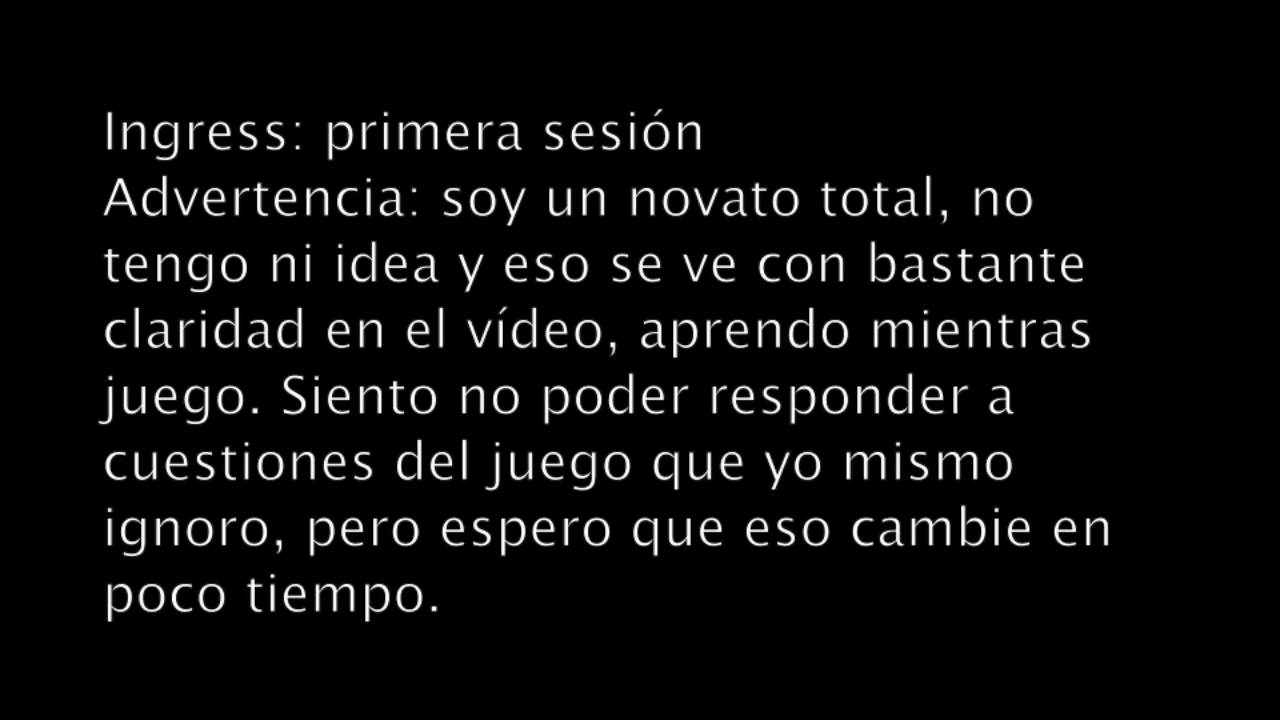 Ingress: primera sesión
Advertencia: soy un novato total, no
tengo ni idea y eso se ve con bastante
claridad en el vídeo, aprendo mientras
juego. Siento no poder responder a
cuestiones del juego que yo mismo
ignoro, pero espero que eso cambie en
poco tiempo.